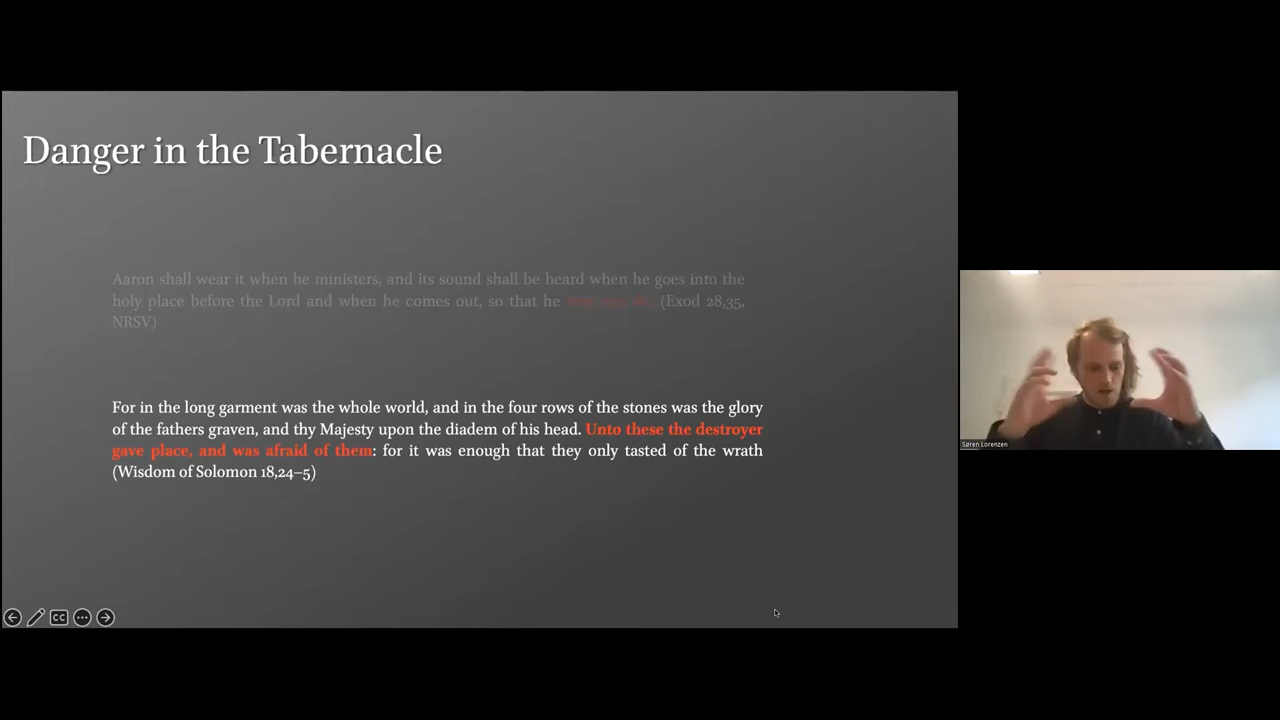 Danger in the Tabernacle
Aaron shall wear it when he ministers, and its sound shall be heard when he goes into the
holy place before the Lord and when he comes out, so that he (Exod 28,35,
NRSV)
For in the long garment was the whole world, and in the four rows of the stones was the glory
of the fathers graven, and thy Majesty upon the diadem of his head. Unto these the destroyer
gave place, and was afraid of them: for it was enough that they only tasted of the wrath
(Wisdom of Solomon 18,24–5)
CC
Søren Lorenzen